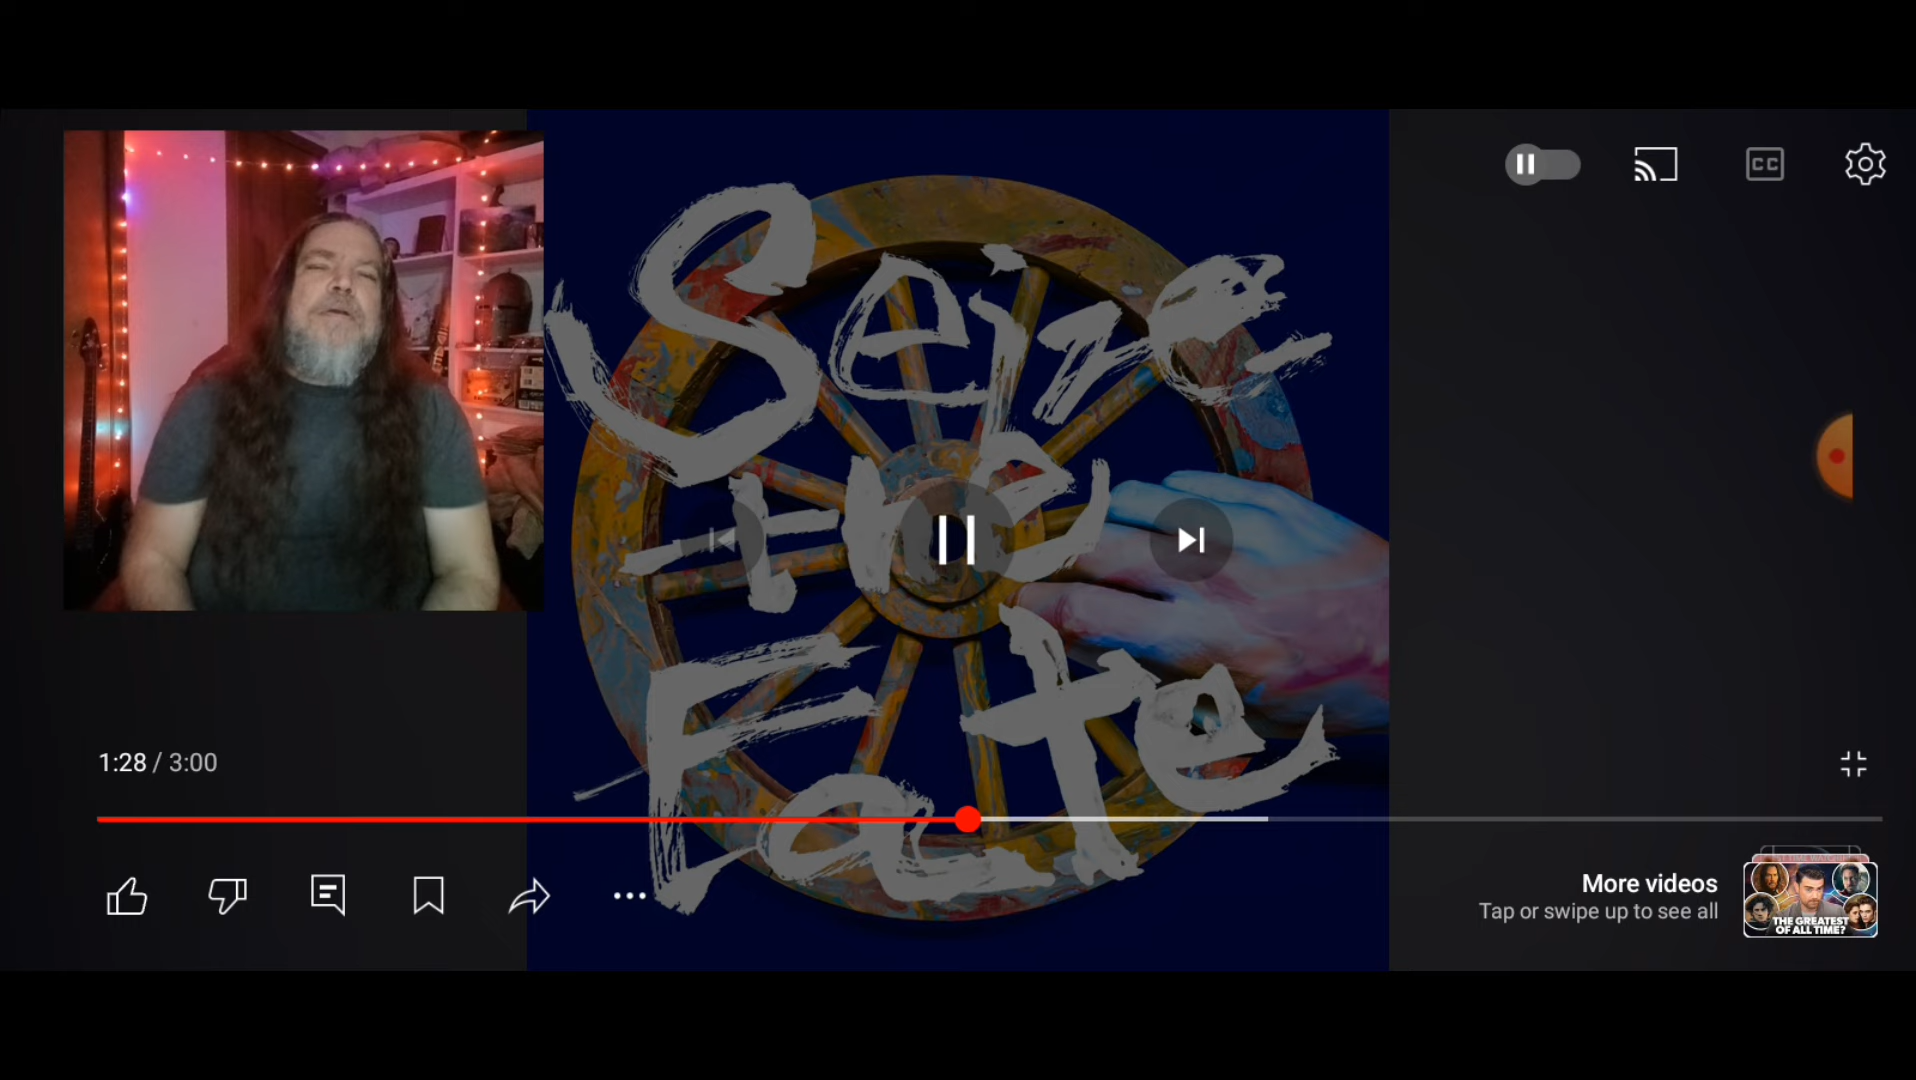 CC
Seize
The
Fate
1:28 / 3:00
More videos
Tap or swipe up to see all
THE GREATEST
OF ALL TIME?